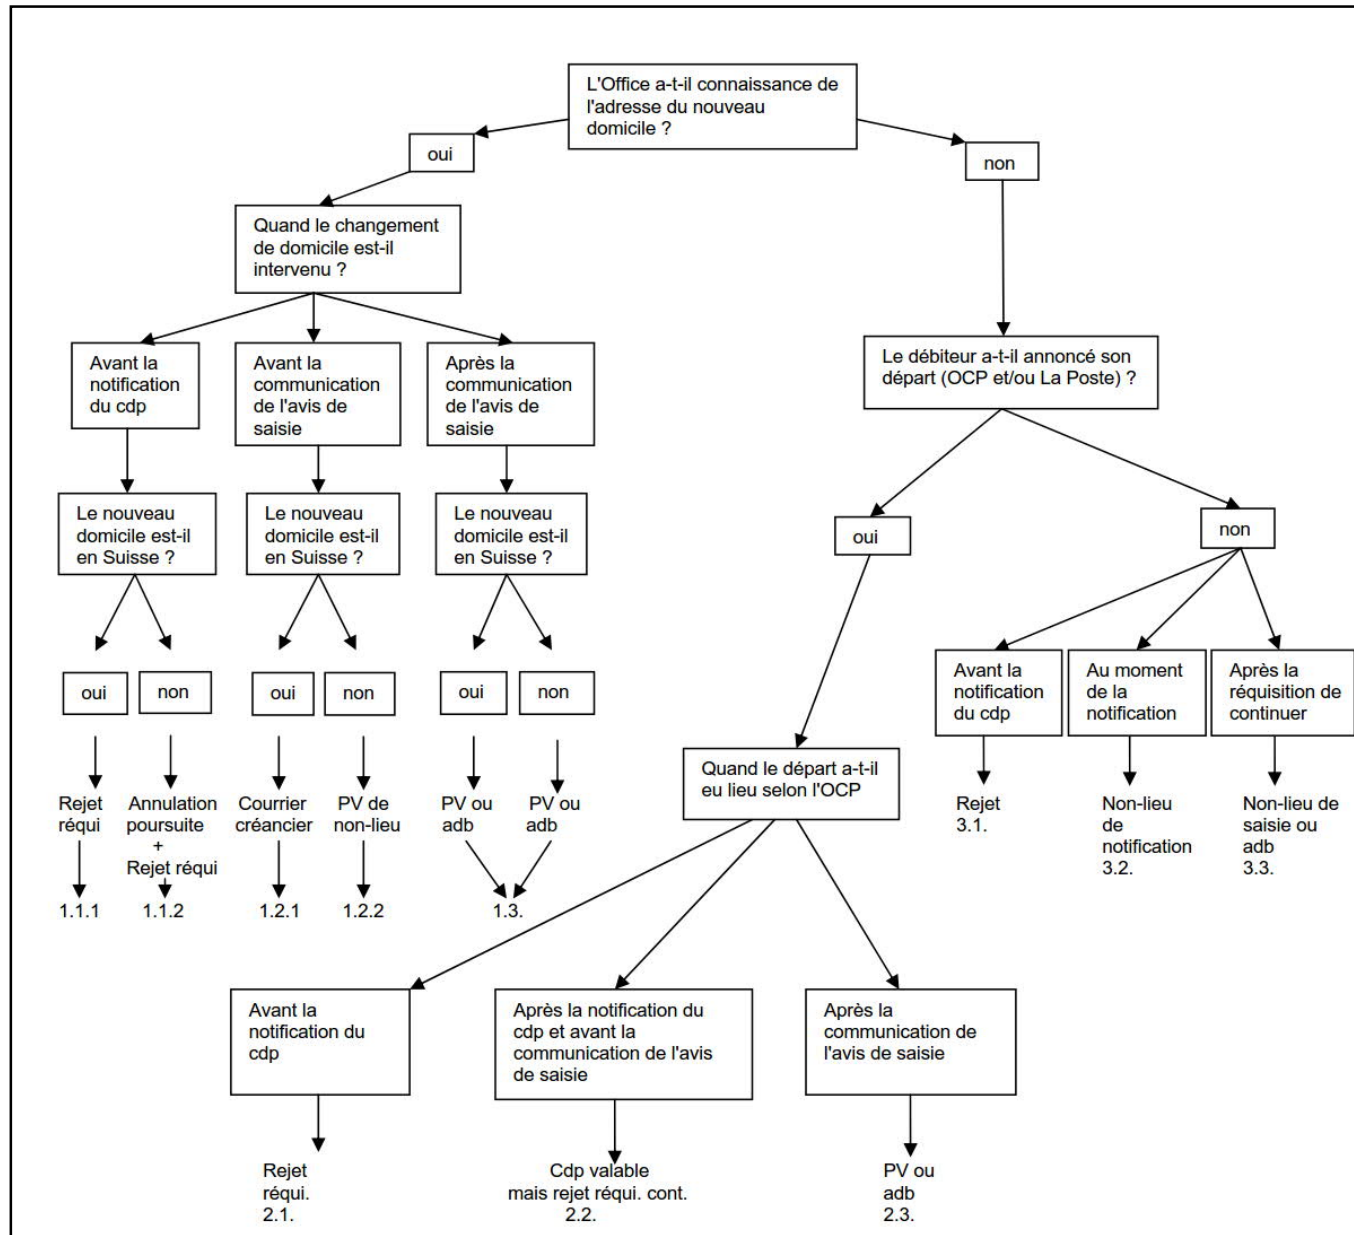 L'Office a-t-il connaissance de
l'adresse du nouveau
domicile ?
oui
non
Quand le changement
de domicile est-il
intervenu ?
Avant la
notification
du cdp
Avant la
communication
de l'avis de
saisie
Après la
communication
de l'avis de
saisie
Le débiteur a-t-il annoncé son
départ (OCP et/ou La Poste) ?
Le nouveau
domicile est-il
en Suisse ?
Le nouveau
domicile est-il
en Suisse ?
Le nouveau
domicile est-il
en Suisse ?
oui
non
oui
non
oui
non
oui
non
Avant la
notification
du cdp
Au moment
de la
notification
Après la
réquisition de
continuer
Rejet
réqui
Annulation
poursuite
+
Rejet réqui
Courrier
créancier
PV de
non-lieu
PV ou
adb
PV ou
adb
Quand le départ a-t-il
eu lieu selon l'OCP
Rejet
3.1.
Non-lieu
de
notification
3.2.
Non-lieu de
saisie ou
adb
3.3.
1.1.1
1.1.2
1.2.1
1.2.2
1.3.
Avant la
notification du
cdp
Après la notification du
cdp et avant la
communication de l'avis
de saisie
Après la
communication de
l'avis de saisie
Rejet
réqui.
2.1.
Cdp valable
mais rejet réqui. cont.
2.2.
PV ou
adb
2.3.